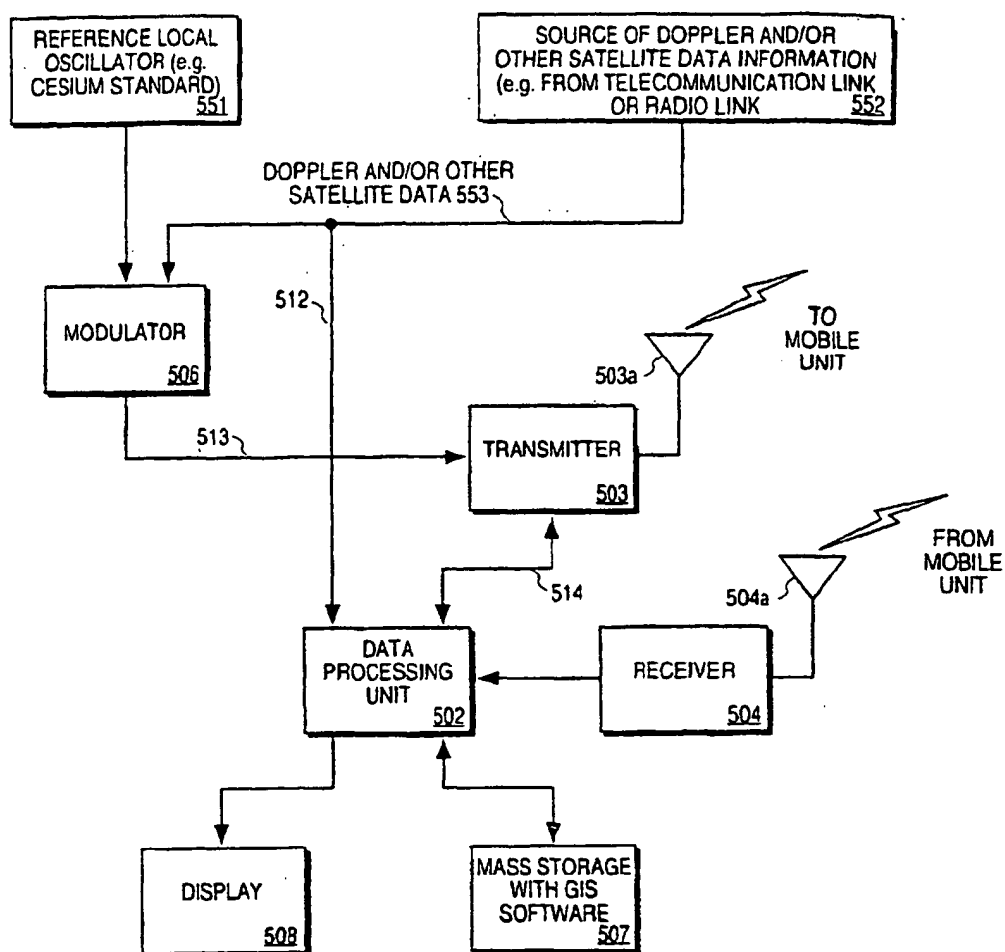 REFERENCE LOCAL
OSCILLATOR (e.g.
CESIUM STANDARD)
551
SOURCE OF DOPPLER AND/OR
OTHER SATELLITE DATA INFORMATION
(e.g. FROM TELECOMMUNICATION LINK
OR RADIO LINK
552
DOPPLER AND/OR OTHER
SATELLITE DATA 553
512
MODULATOR
506
TO
MOBILE
UNIT
503a
513
TRANSMITTER
503
FROM
MOBILE
UNIT
514
504a
DATA
PROCESSING
UNIT
502
RECEIVER
504
DISPLAY
508
MASS STORAGE
WITH GIS
SOFTWARE
507